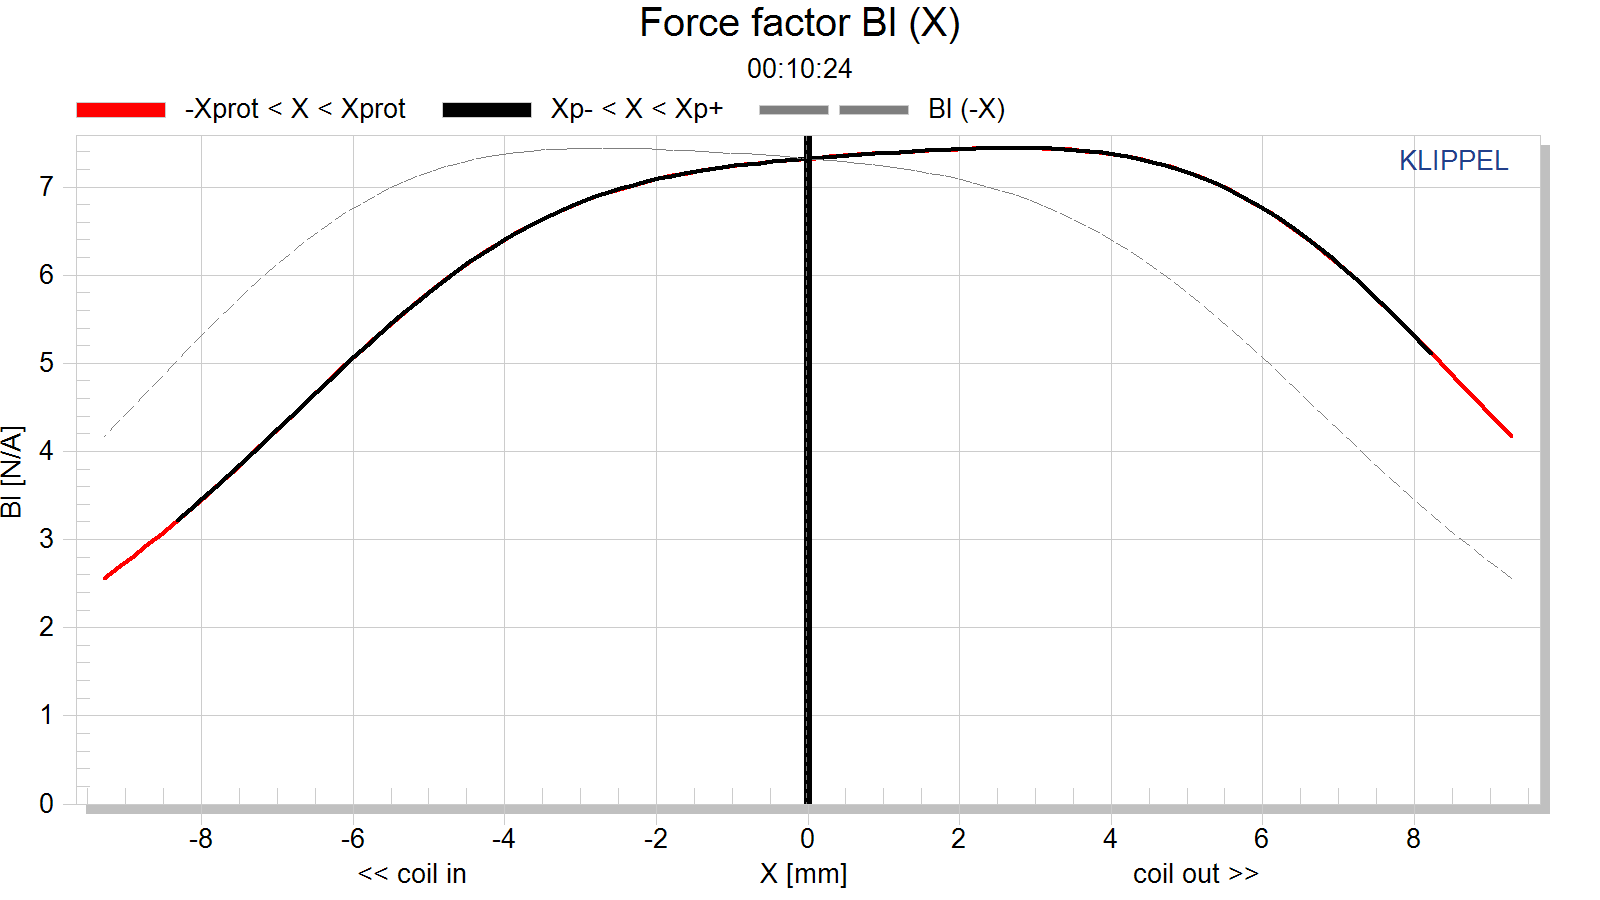 Force factor Bl (X)
00:10:24
-Xprot < X < Xprot Xp- < X < Xp+ Bl (-X)
KLIPPEL
7
6
5
4
3
2
1
0
Bl [N/A]
-8 -6 -4 -2 0 2 4 6 8
<< coil in X [mm] coil out >>